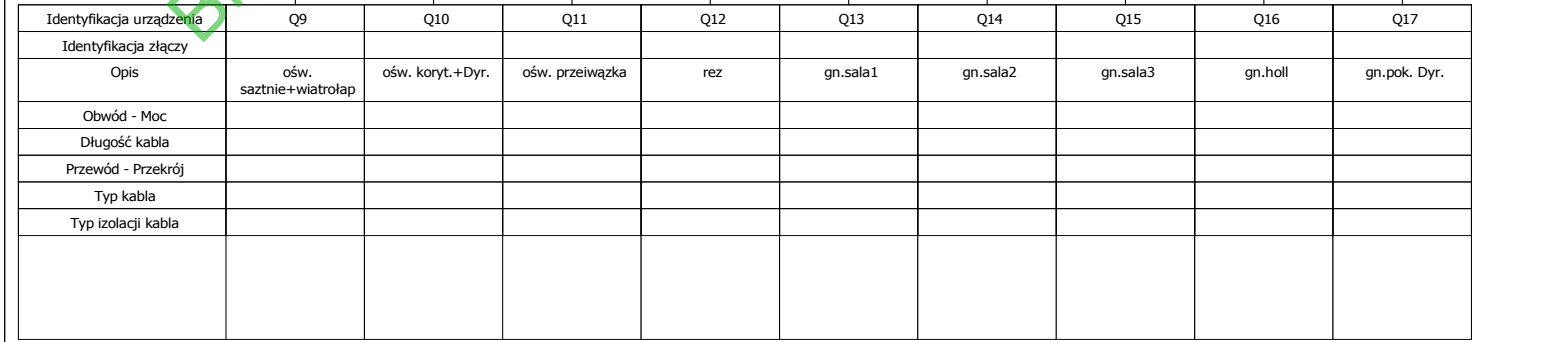 Identyfikacja urządzenia Q9 Q10 Q11 Q12 Q13 Q14 Q15 Q16 Q17
Identyfikacja złączy
Opis ośw. sasztnie+wiatrołap ośw. koryt.+Dyr. ośw. przeiwązka rez gn.sala1 gn.sala2 gn.sala3 gn.holl gn.pok. Dyr.
Obwód - Moc
Długość kabla
Przewód - Przekrój
Typ kabla
Typ izolacji kabla